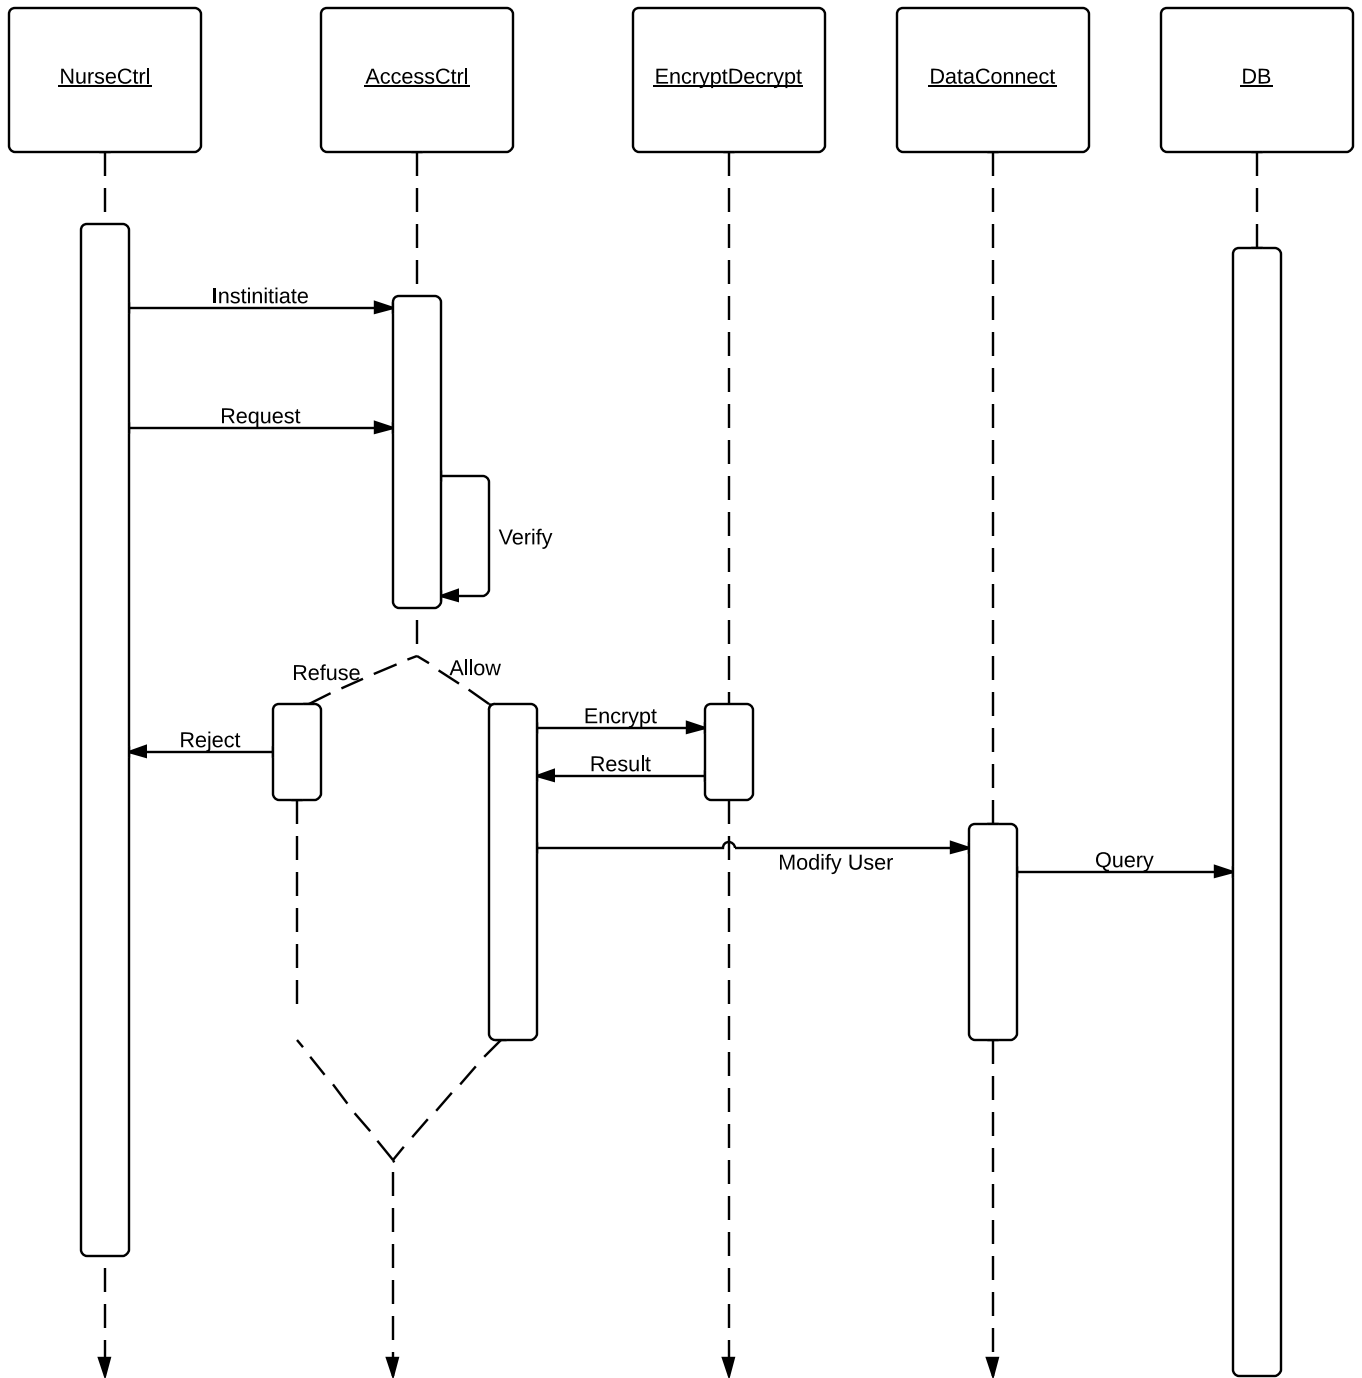 NurseCtrl
AccessCtrl
EncryptDecrypt
DataConnect
DB
Instinitiate
Request
Verify
Refuse
Allow
Encrypt
Reject
Result
Modify User
Query